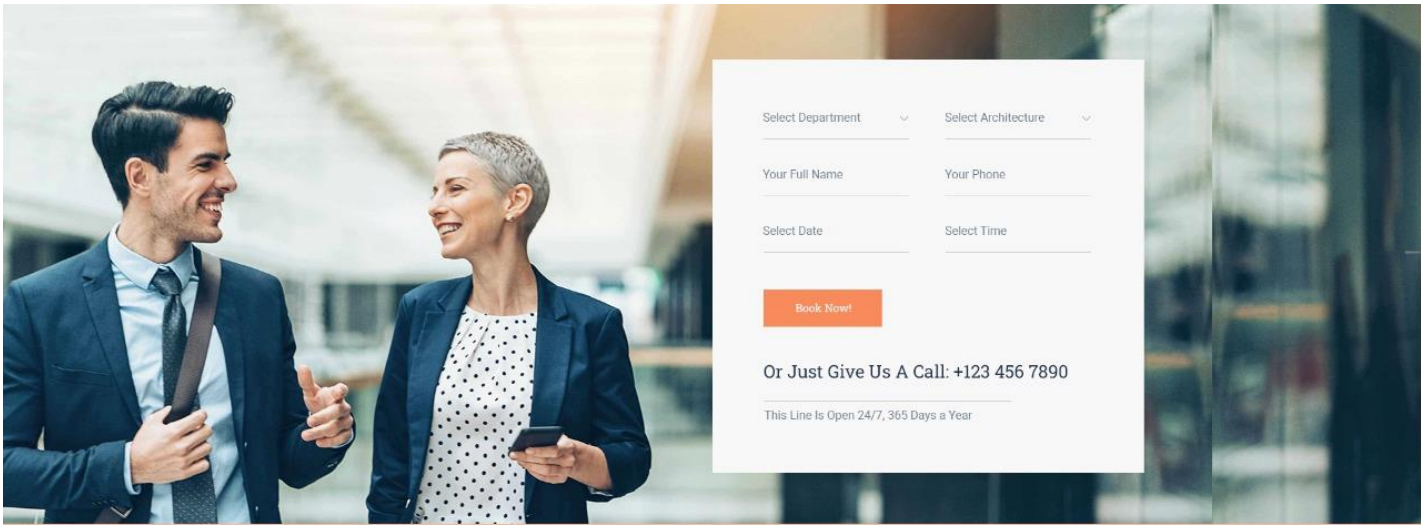 Select Department
Select Architecture
Your Full Name
Your Phone
Select Date
Select Time
Book Now!
Or Just Give Us A Call: +123 456 7890
This Line Is Open 24/7, 365 Days a Year